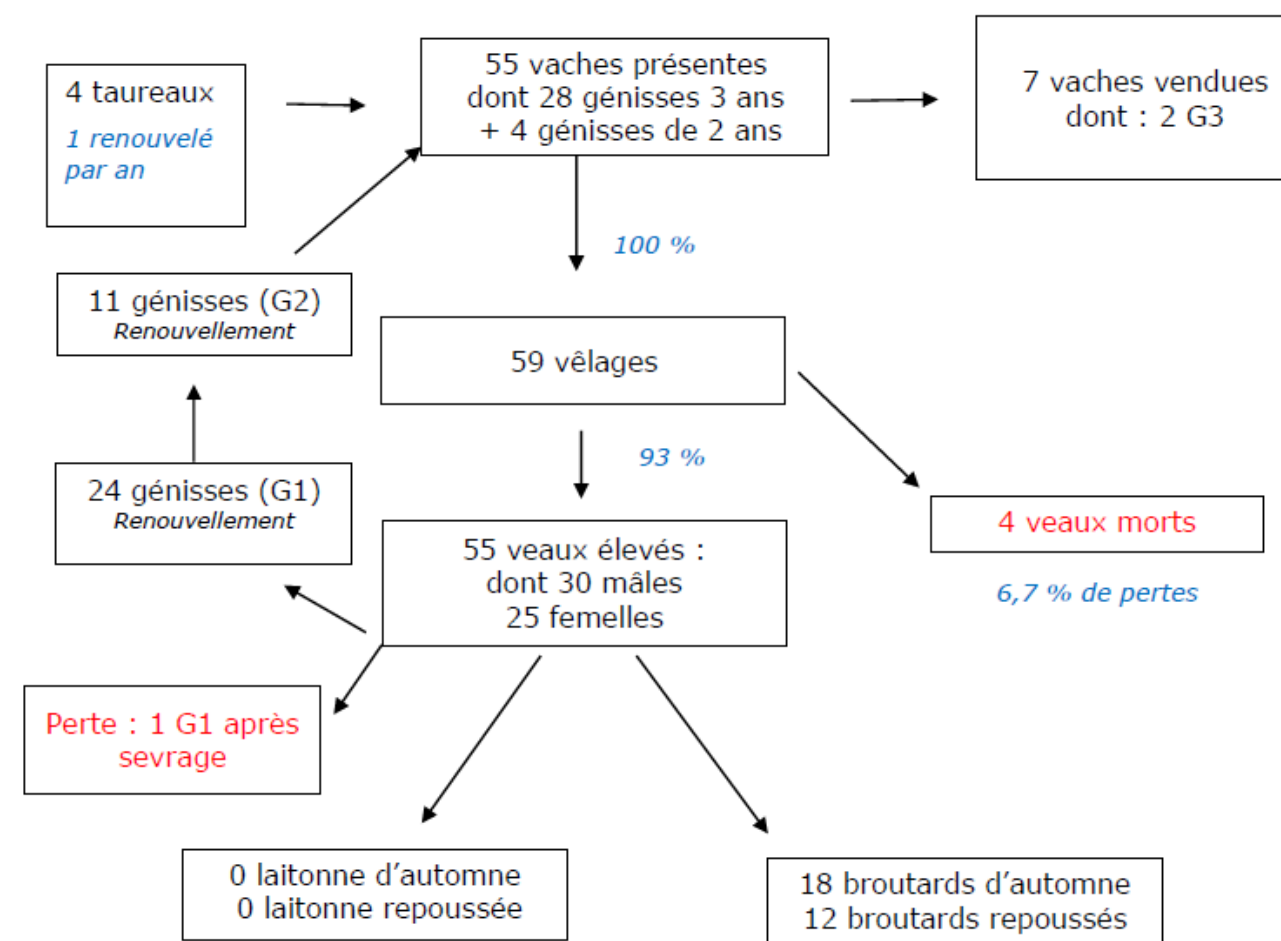 4 taureaux
1 renouvelé
par an
55 vaches présentes
dont 28 génisses 3 ans
+ 4 génisses de 2 ans
7 vaches vendues
dont : 2 G3
100 %
11 génisses (G2)
Renouvellement
59 vêlages
93 %
24 génisses (G1)
Renouvellement
4 veaux morts
6,7 % de pertes
55 veaux élevés :
dont 30 mâles
25 femelles
Perte : 1 G1 après
sevrage
0 laitonne d'automne
0 laitonne repoussée
18 broutards d'automne
12 broutards repoussés